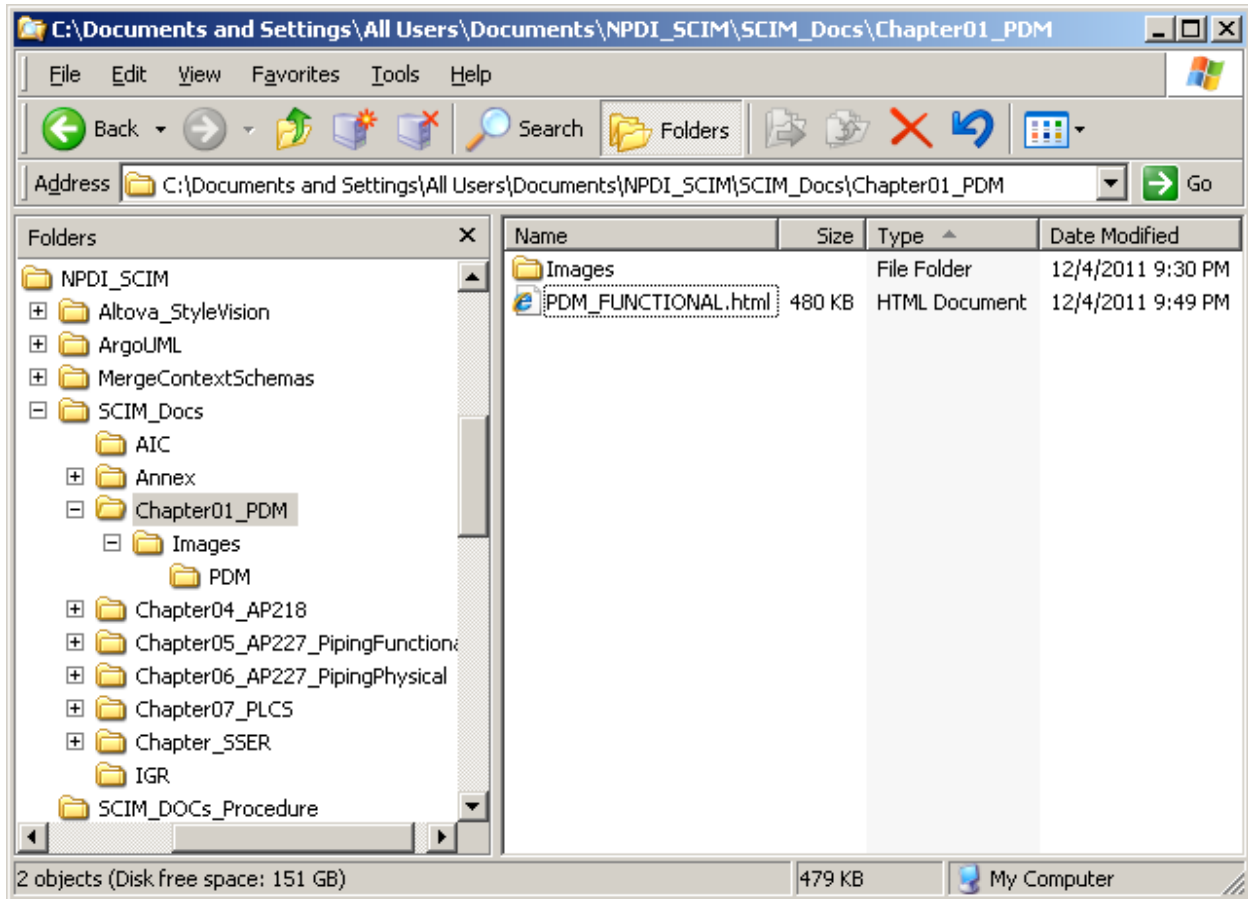 C:\Documents and Settings\All Users\Documents\NPDI_SCIM\SCIM_Docs\Chapter01_PDM
File Edit View Favorites Tools Help
Back Search Folders
Address C:\Documents and Settings\All Users\Documents\NPDI_SCIM\SCIM_Docs\Chapter01_PDM Go
Folders x Name Size Type Date Modified
NPDI_SCIM
Altova_StyleVision
ArgoUML
MergeContextSchemas
SCIM_Docs
AIC
Annex
Chapter01_PDM
Images
PDM
Chapter04_AP218
Chapter05_AP227_PipingFunctiona
Chapter06_AP227_PipingPhysical
Chapter07_PLCS
Chapter_SSER
IGR
SCIM_DOCs_Procedure
Images File Folder 12/4/2011 9:30 PM
PDM_FUNCTIONAL.html 480 KB HTML Document 12/4/2011 9:49 PM
2 objects (Disk free space: 151 GB) 479 KB My Computer